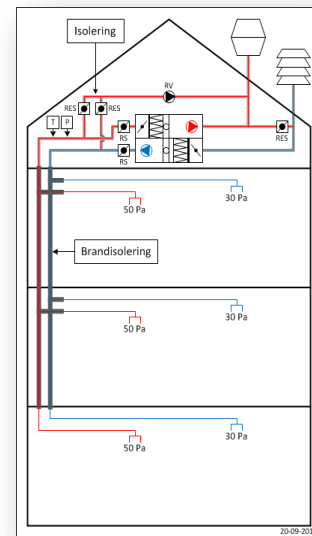 Isolering
RV
RES
RES
T
P
RS
RES
RS
30 Pa
50 Pa
Brandisolering
30 Pa
50 Pa
30 Pa
50 Pa